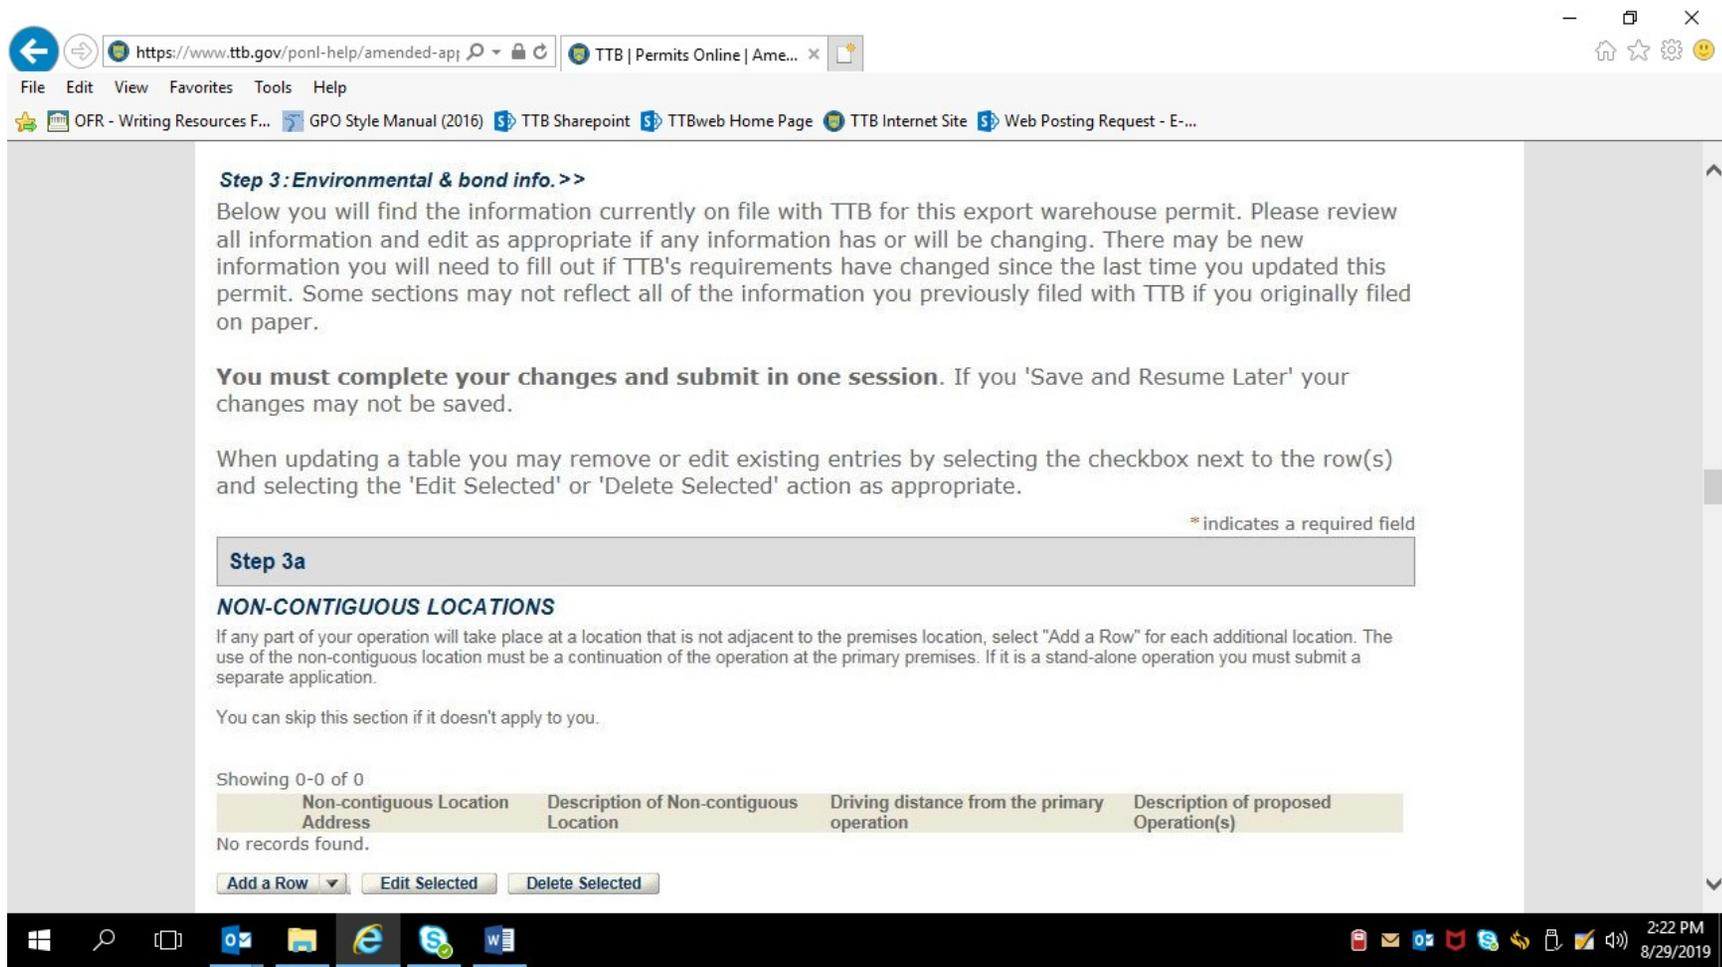 https://www.ttb.gov/ponl-help/amended-ap
TTB | Permits Online | Ame...
File Edit View Favorites Tools Help
OFR - Writing Resources F... GPO Style Manual (2016) TTB Sharepoint TTBweb Home Page TTB Internet Site Web Posting Request - E-...
Step 3:Environmental & bond info.>>
Below you will find the information currently on file with TTB for this export warehouse permit. Please review
all information and edit as appropriate if any information has or will be changing. There may be new
information you will need to fill out if TTB's requirements have changed since the last time you updated this
permit. Some sections may not reflect all of the information you previously filed with TTB if you originally filed
on paper.
You must complete your changes and submit in one session. If you 'Save and Resume Later' your
changes may not be saved.
When updating a table you may remove or edit existing entries by selecting the checkbox next to the row(s)
and selecting the 'Edit Selected' or 'Delete Selected' action as appropriate.
*indicates a required field
Step 3a
NON-CONTIGUOUS LOCATIONS
If any part of your operation will take place at a location that is not adjacent to the premises location, select "Add a Row" for each additional location. The
use of the non-contiguous location must be a continuation of the operation at the primary premises. If it is a stand-alone operation you must submit a
separate application.
You can skip this section if it doesn't apply to you.
Showing 0-0 of 0
Non-contiguous Location Description of Non-contiguous Driving distance from the primary Description of proposed
Address Location operation Operation(s)
No records found.
Add a Row Edit Selected Delete Selected
2:22 PM
8/29/2019